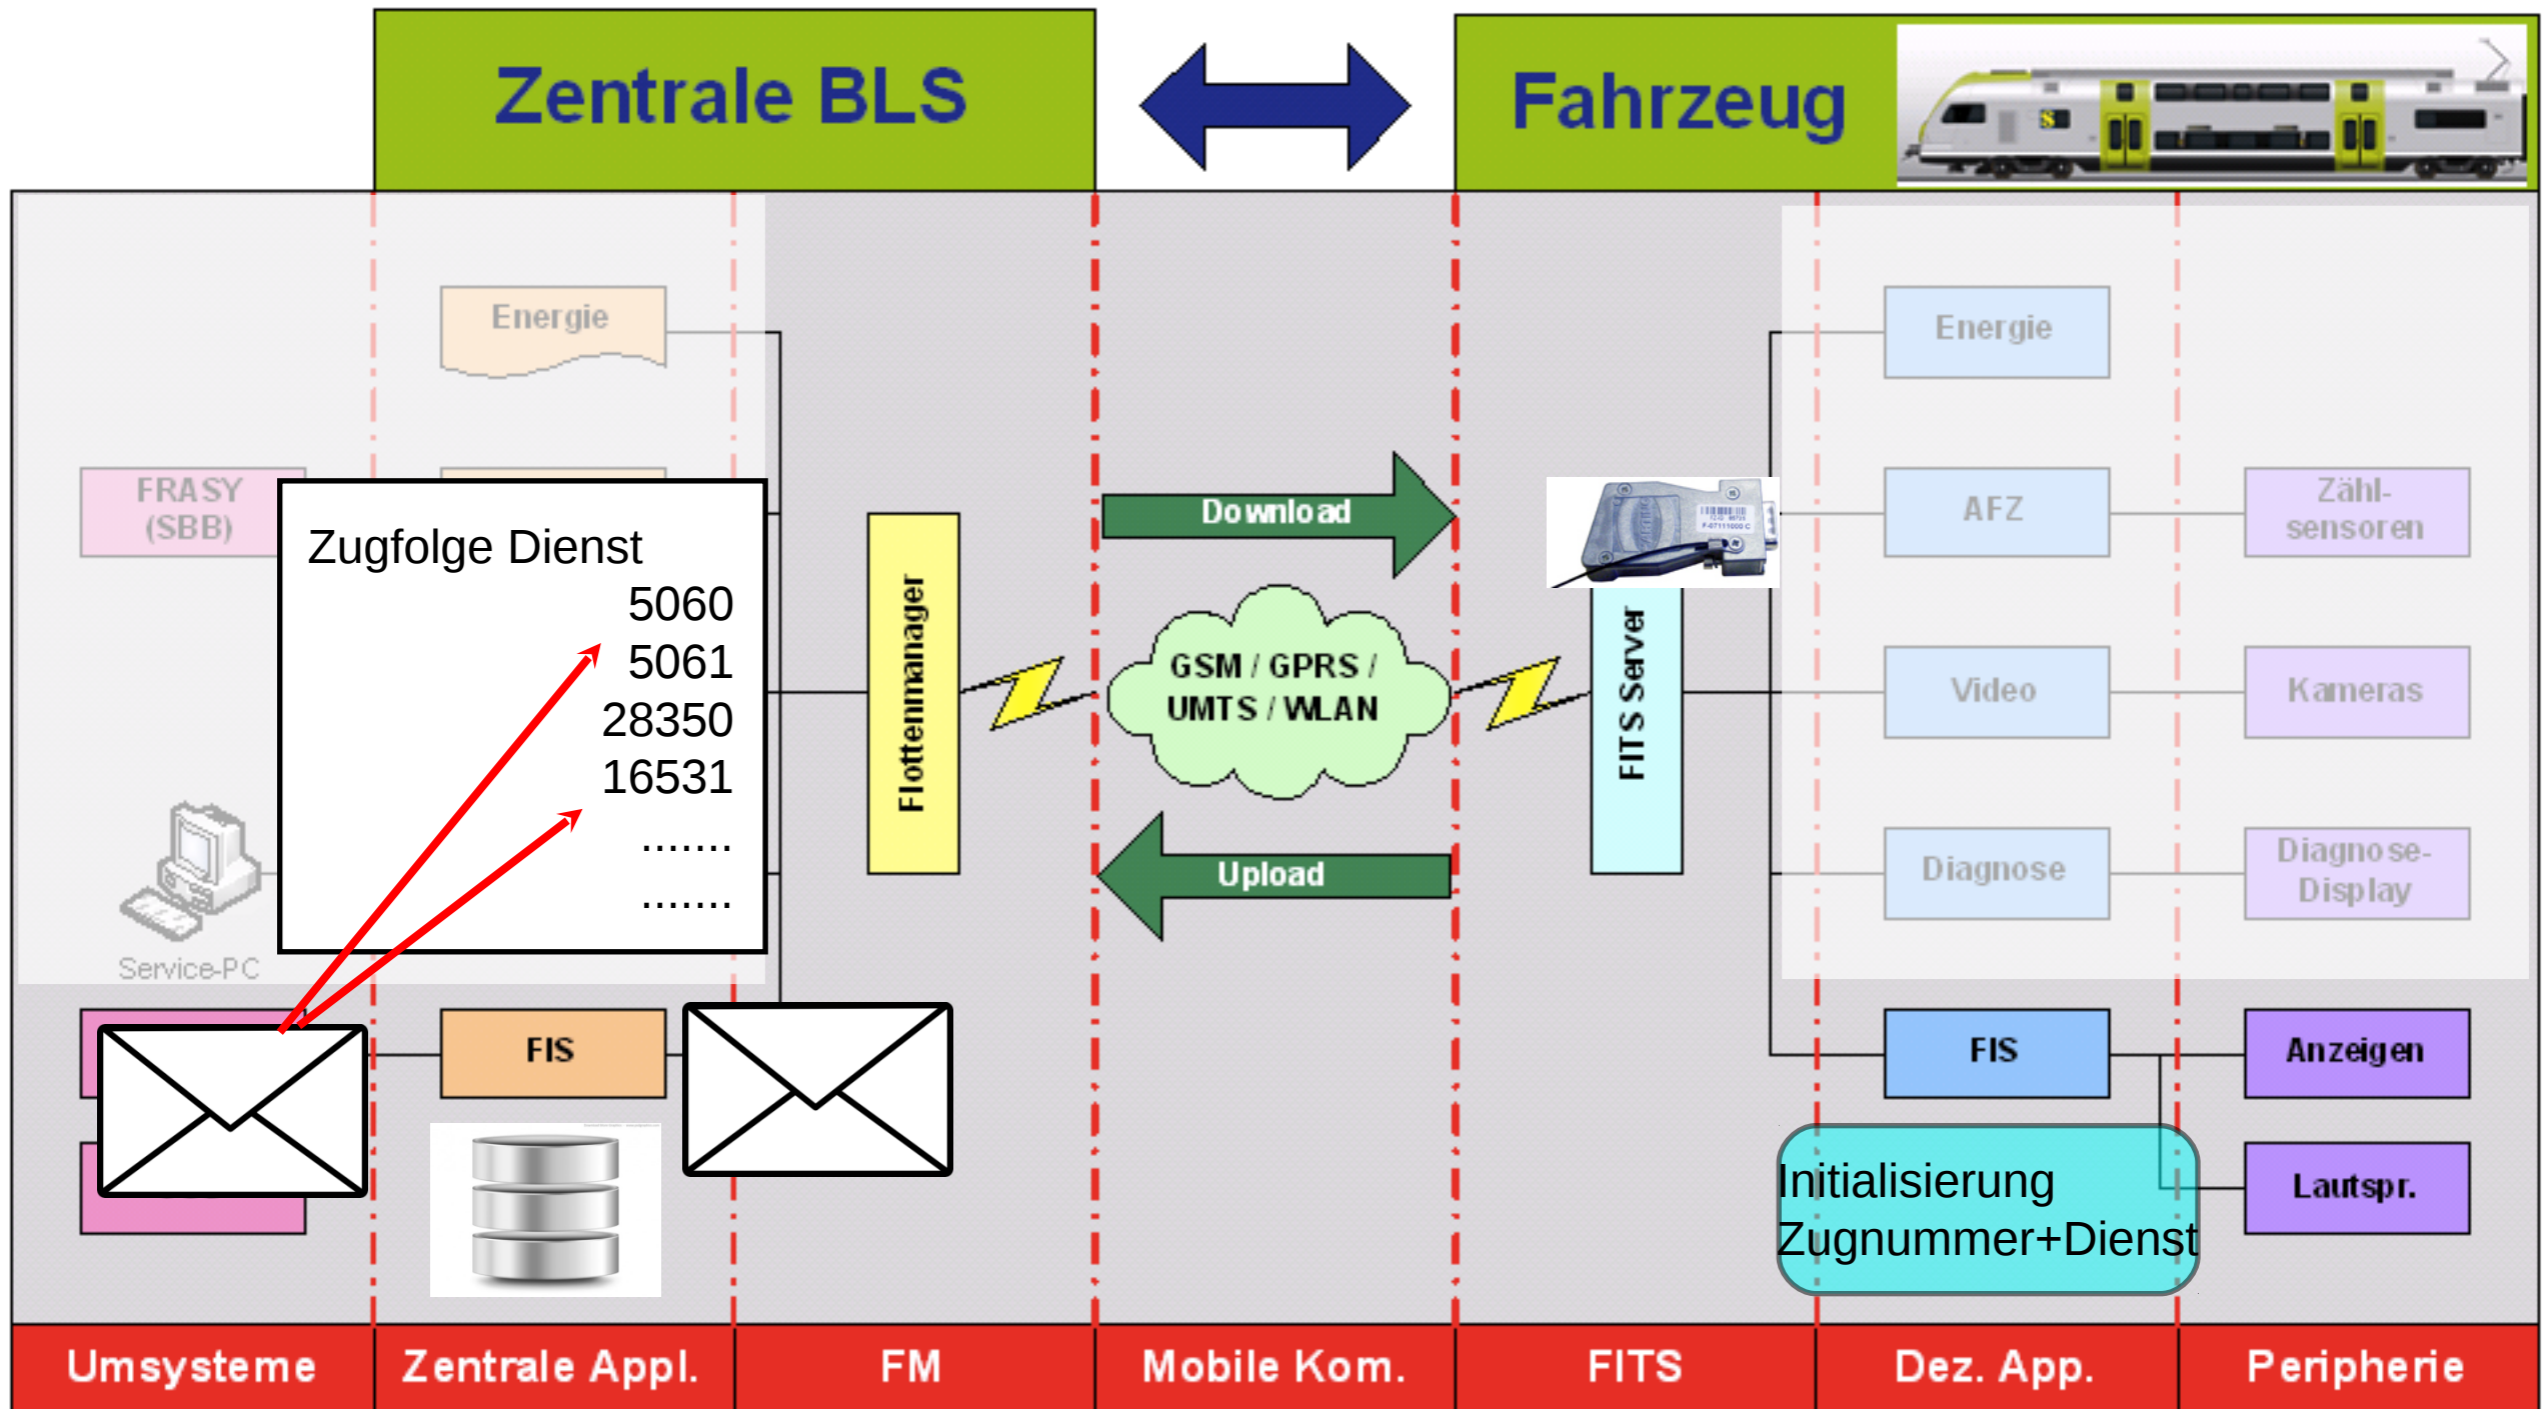 Zentrale BLS
Fahrzeug
S
Energie
FRASY
(SBB)
Zugfolge Dienst
5060
5061
28350
16531
.......
.......
Service-PC
FIS
Flottenmanager
Download
GSM / GPRS /
UMTS / WLAN
Upload
FITS Server
Energie
AFZ
Zähl-
sensoren
Video
Kameras
Diagnose
Diagnose-
Display
FIS
Anzeigen
Initialisierung
Zugnummer+Dienst
Lautspr.
Umsysteme
Zentrale Appl.
FM
Mobile Kom.
FITS
Dez. App.
Peripherie